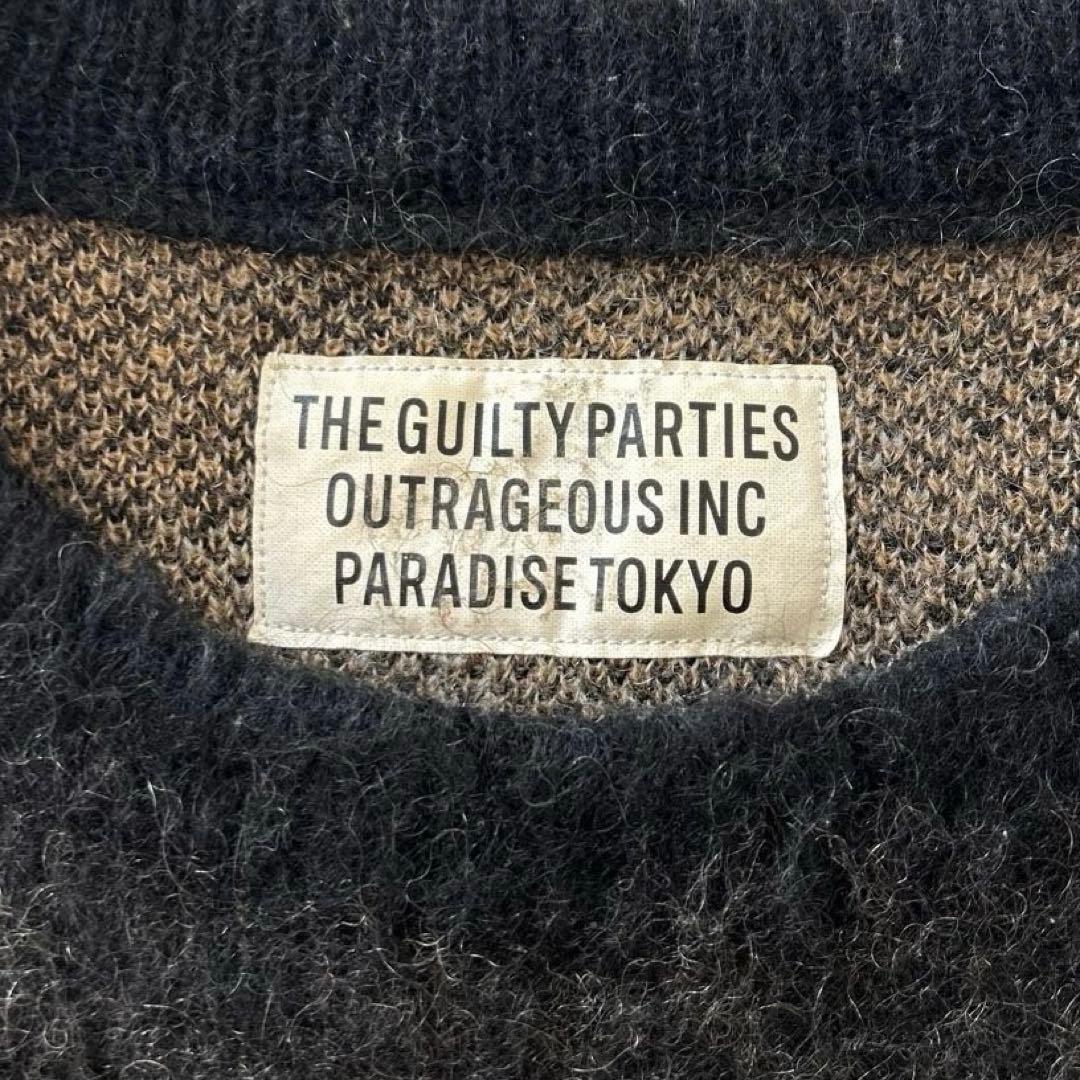 THE GUILTY PARTIES
OUTRAGEOUS INC
PARADISE TOKYO